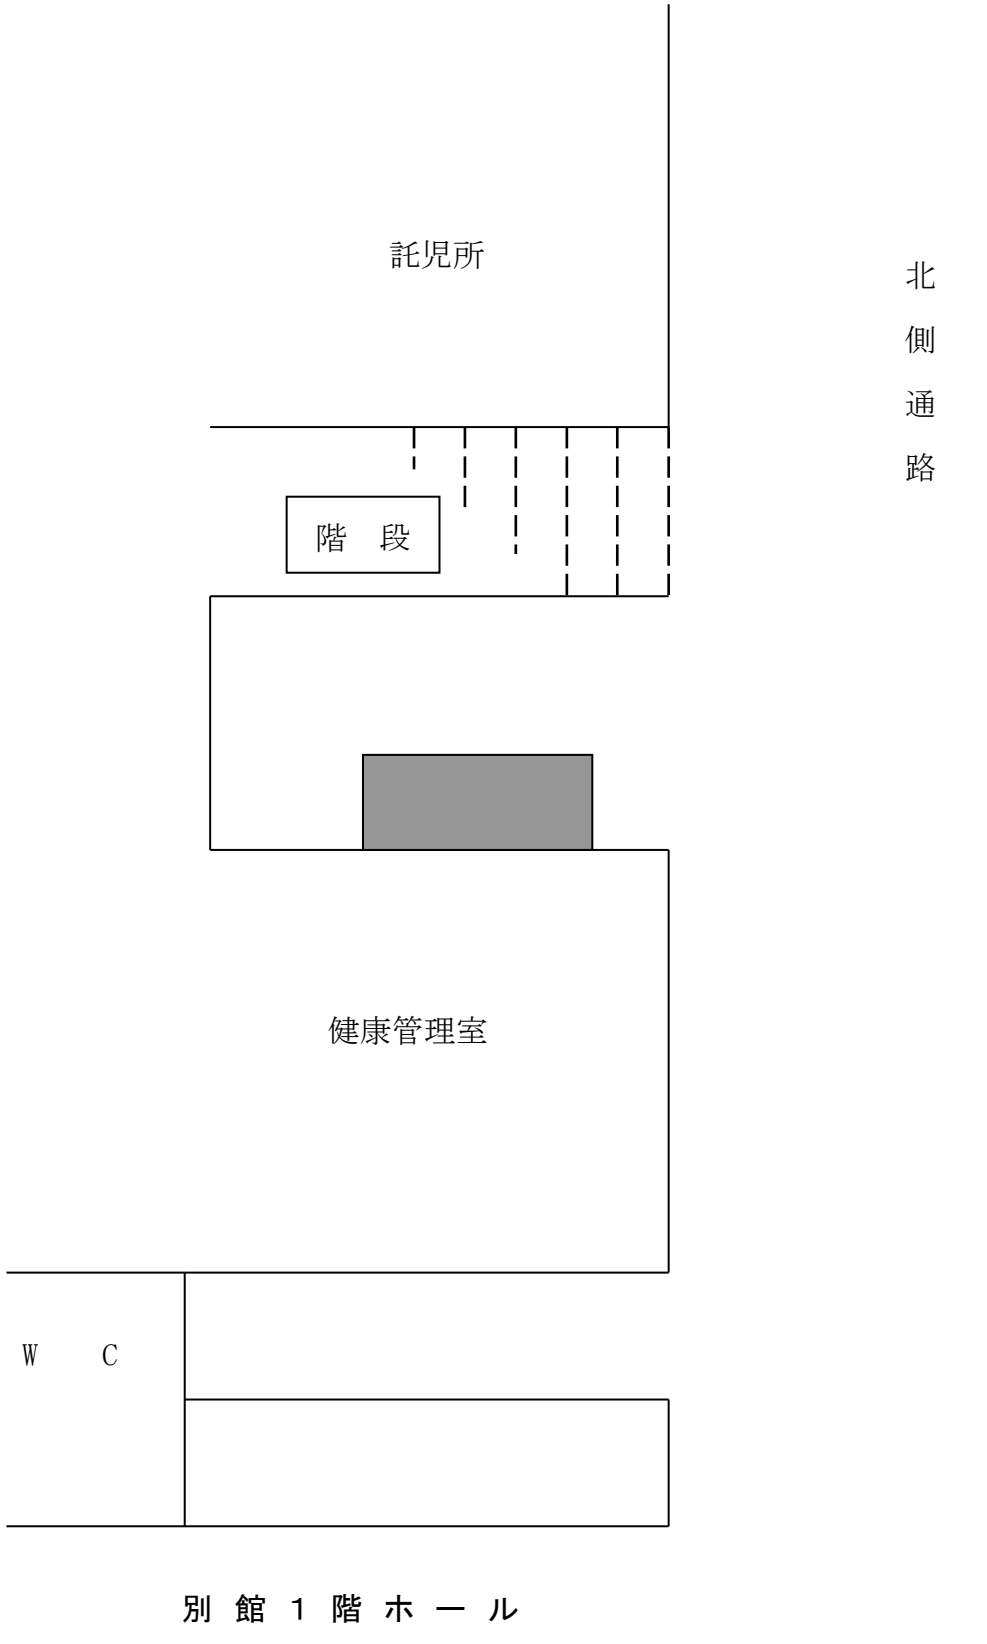 託児所
北側通路
階　段
健康管理室
Ｗ　Ｃ
別館１階ホール